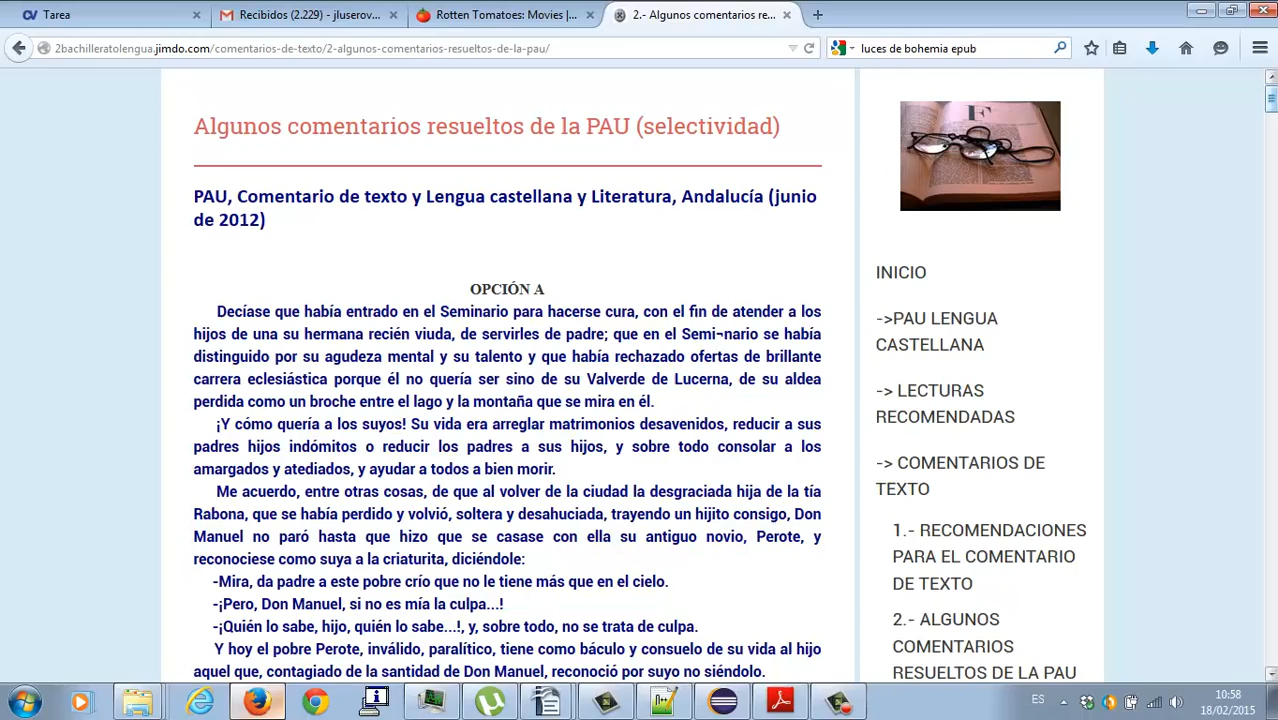 Tarea
Recibidos (2.229) - jluserov...
Rotten Tomatoes: Movies |...
2.- Algunos comentarios re...
2bachilleratolengua.jimdo.com/comentarios-de-texto/2-algunos-comentarios-resueltos-de-la-pau/
luces de bohemia epub
Algunos comentarios resueltos de la PAU (selectividad)
PAU, Comentario de texto y Lengua castellana y Literatura, Andalucía (junio
de 2012)
OPCIÓN A
Decíase que había entrado en el Seminario para hacerse cura, con el fin de atender a los
hijos de una su hermana recién viuda, de servirles de padre; que en el Semi¬nario se había
distinguido por su agudeza mental y su talento y que había rechazado ofertas de brillante
carrera eclesiástica porque él no quería ser sino de su Valverde de Lucerna, de su aldea
perdida como un broche entre el lago y la montaña que se mira en él.
¡Y cómo quería a los suyos! Su vida era arreglar matrimonios desavenidos, reducir a sus
padres hijos indómitos o reducir los padres a sus hijos, y sobre todo consolar a los
amargados y atediados, y ayudar a todos a bien morir.
Me acuerdo, entre otras cosas, de que al volver de la ciudad la desgraciada hija de la tía
Rabona, que se había perdido y volvió, soltera y desahuciada, trayendo un hijito consigo, Don
Manuel no paró hasta que hizo que se casase con ella su antiguo novio, Perote, y
reconociese como suya a la criaturita, diciéndole:
-Mira, da padre a este pobre crío que no le tiene más que en el cielo.
-¡Pero, Don Manuel, si no es mía la culpa...!
-¡Quién lo sabe, hijo, quién lo sabe...!, y, sobre todo, no se trata de culpa.
Y hoy el pobre Perote, inválido, paralítico, tiene como báculo y consuelo de su vida al hijo
aquel que, contagiado de la santidad de Don Manuel, reconoció por suyo no siéndolo.
F
INICIO
->PAU LENGUA
CASTELLANA
-> LECTURAS
RECOMENDADAS
-> COMENTARIOS DE
TEXTO
1.- RECOMENDACIONES
PARA EL COMENTARIO
DE TEXTO
2.- ALGUNOS
COMENTARIOS
RESUELTOS DE LA PAU
ES
10:58
18/02/2015